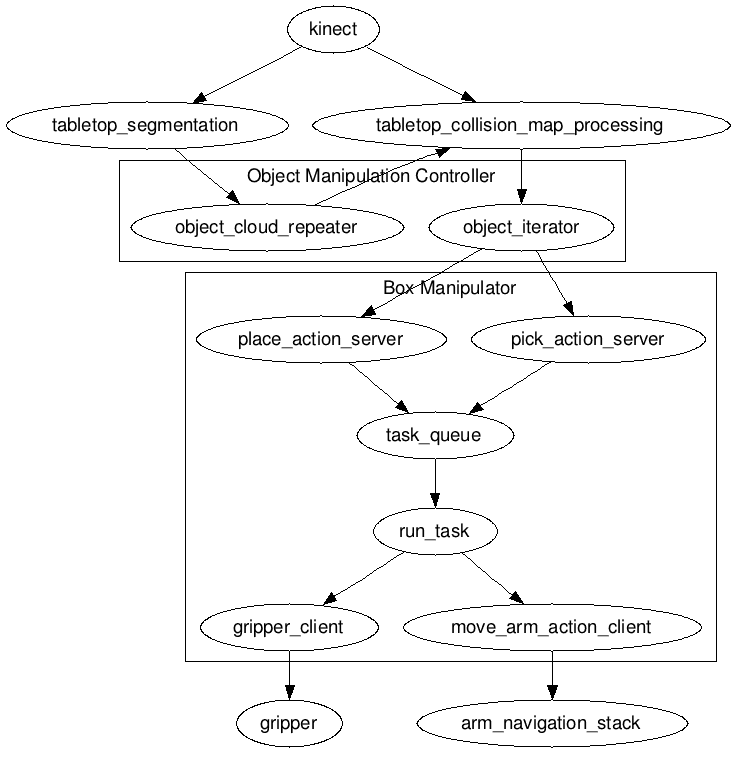 kinect
tabletop_segmentation
tabletop_collision_map_processing
Object Manipulation Controller
object_cloud_repeater
object_iterator
Box Manipulator
place_action_server
pick_action_server
task_queue
run_task
gripper_client
move_arm_action_client
gripper
arm_navigation_stack